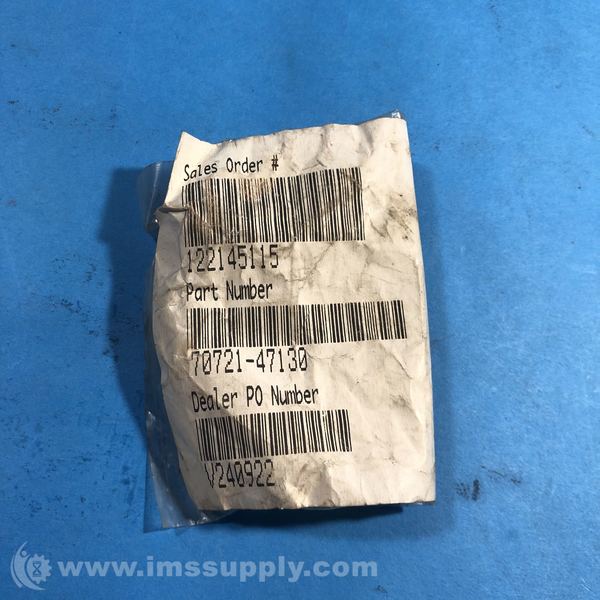 Sales Order #
122145115
Part Number
70721-47130
Dealer PO Number
V240922
www.imssupply.com